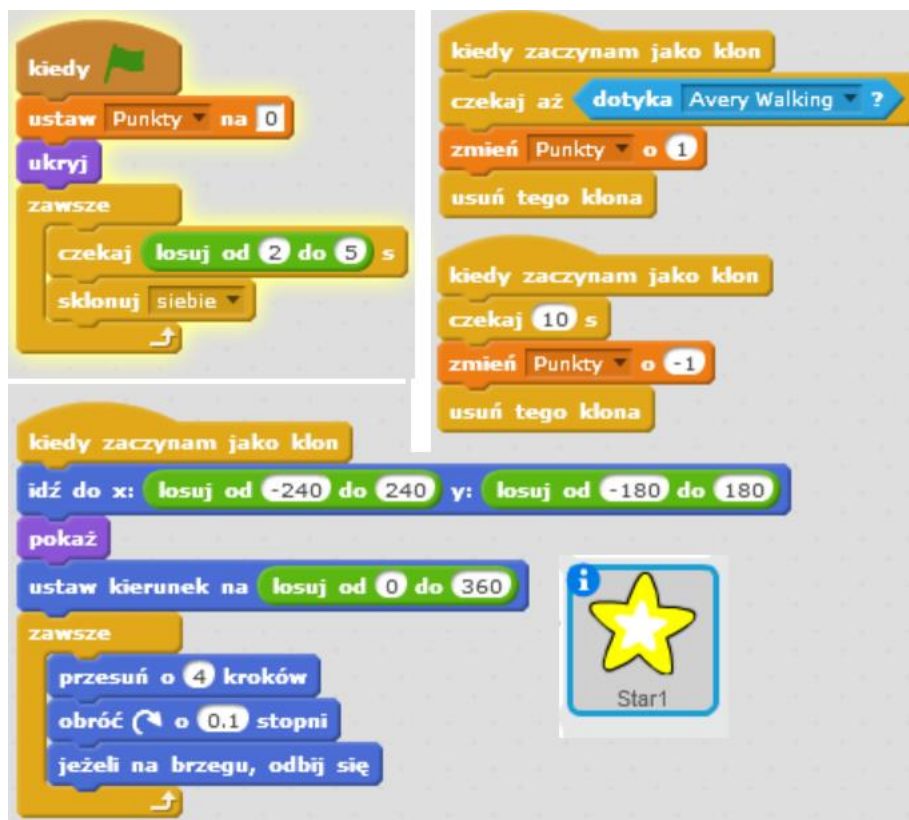 kiedy
ustaw Punkty na 0
ukryj
zawsze
czekaj losuj od 2 do 5 s
sklonuj siebie
kiedy zaczynam jako klon
czekaj aż dotyka Avery Walking ?
zmień Punkty o 1
usuń tego klona
kiedy zaczynam jako klon
czekaj 10 s
zmień Punkty o -1
usuń tego klona
kiedy zaczynam jako klon
idź do x: losuj od -240 do 240 y: losuj od -180 do 180
pokaż
ustaw kierunek na losuj od 0 do 360
zawsze
przesuń o 4 kroków
obróć o 0.1 stopni
jeżeli na brzegu, odbij się
i
Star1